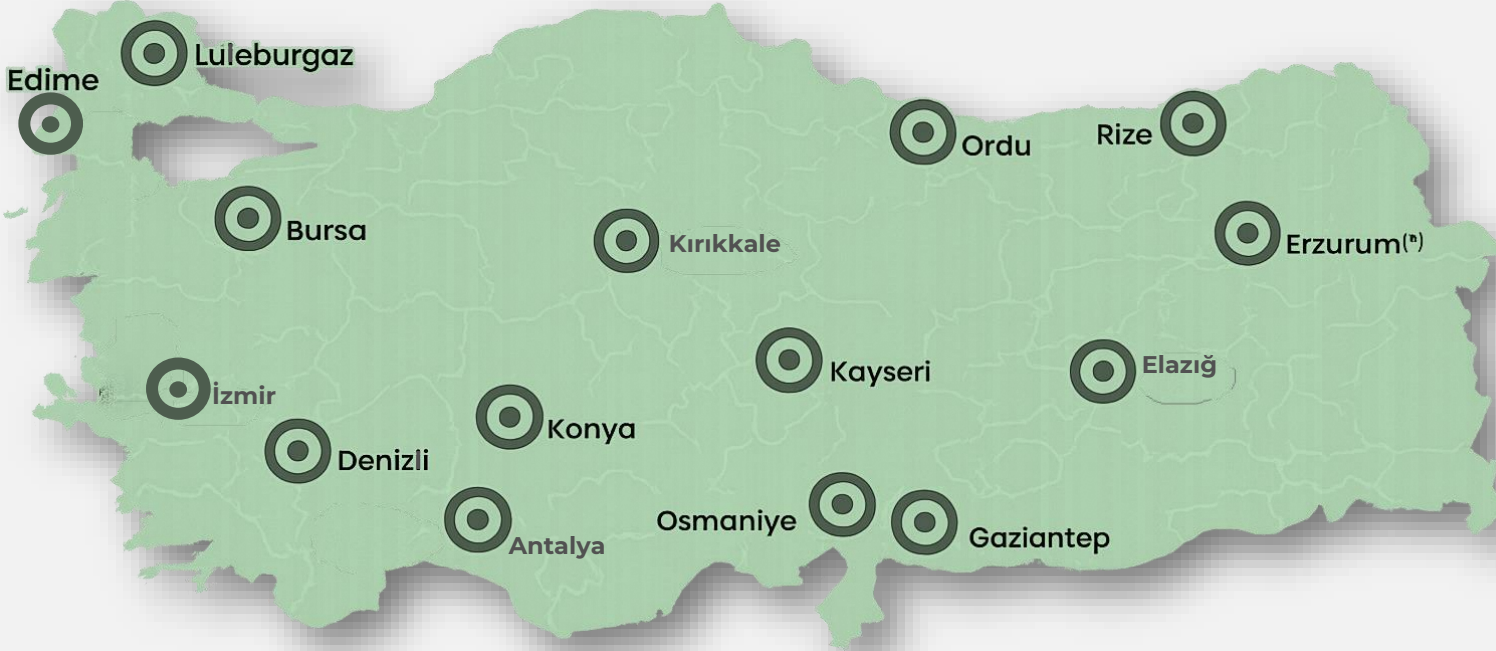 Luleburgaz
Edime
Ordu
Rize
Bursa
Kırıkkale
Erzurum
Kayseri
Elazığ
İzmir
Konya
Denizli
Osmaniye
Gaziantep
Antalya